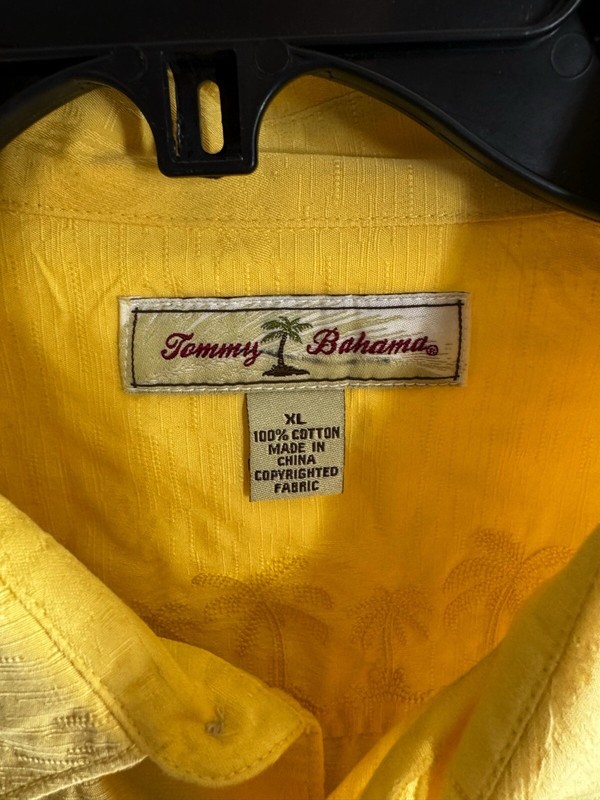 Tommy Bahama®
XL
100% COTTON
MADE IN
CHINA
COPYRIGHTED
FABRIC